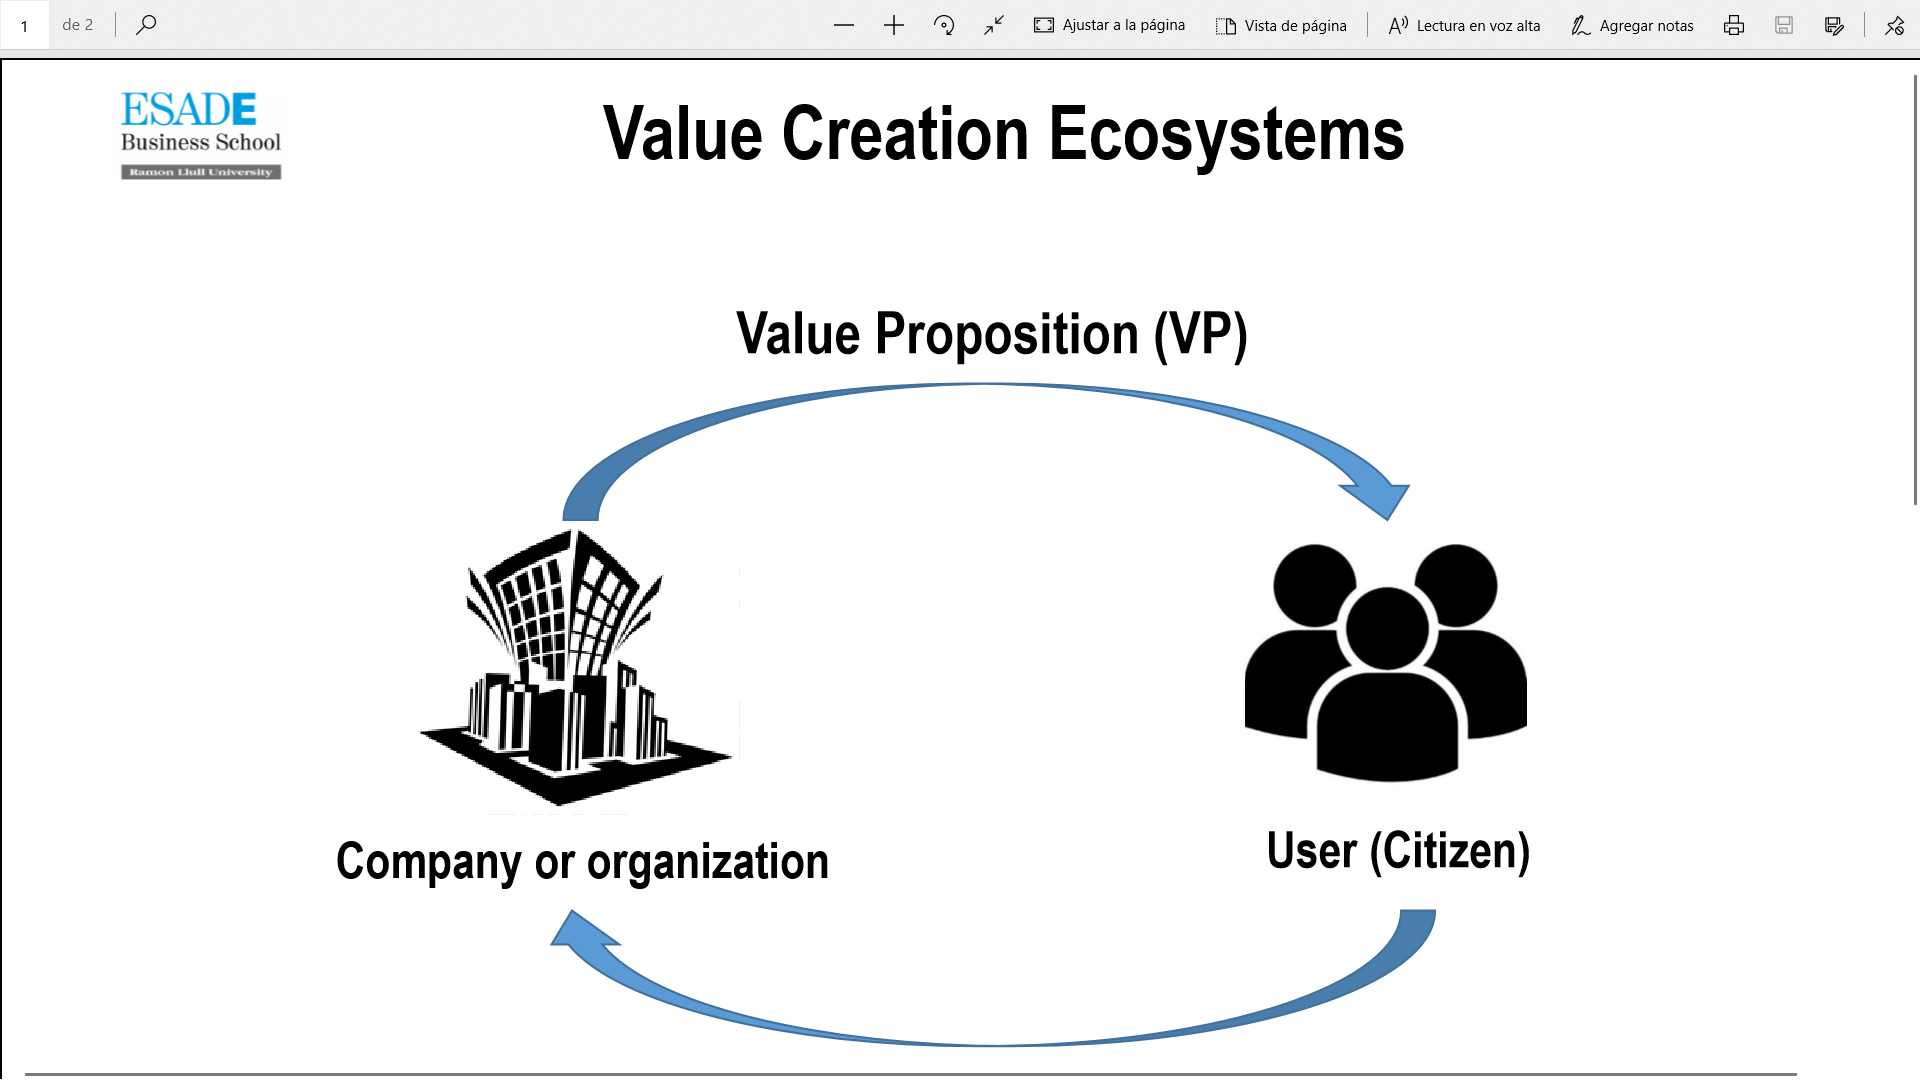 1 de 2 Ajustar a la página Vista de página Lectura en voz alta Agregar notas
ESADE
Business School
Ramon Llull University
Value Creation Ecosystems
Value Proposition (VP)
Company or organization
User (Citizen)